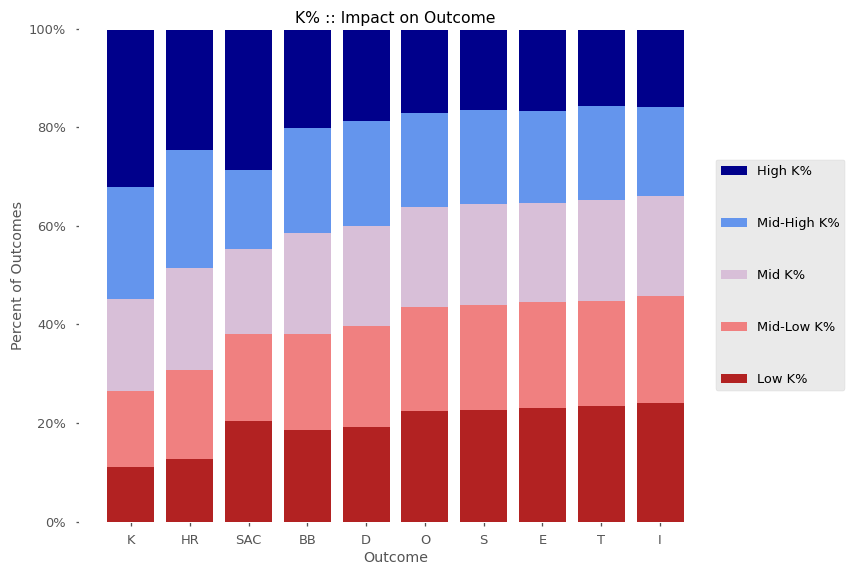 K% :: Impact on Outcome
100%
80%
60%
40%
20%
0%
Percent of Outcomes
K HR SAC BB D O S E T I
Outcome
High K%
Mid-High K%
Mid K%
Mid-Low K%
Low K%